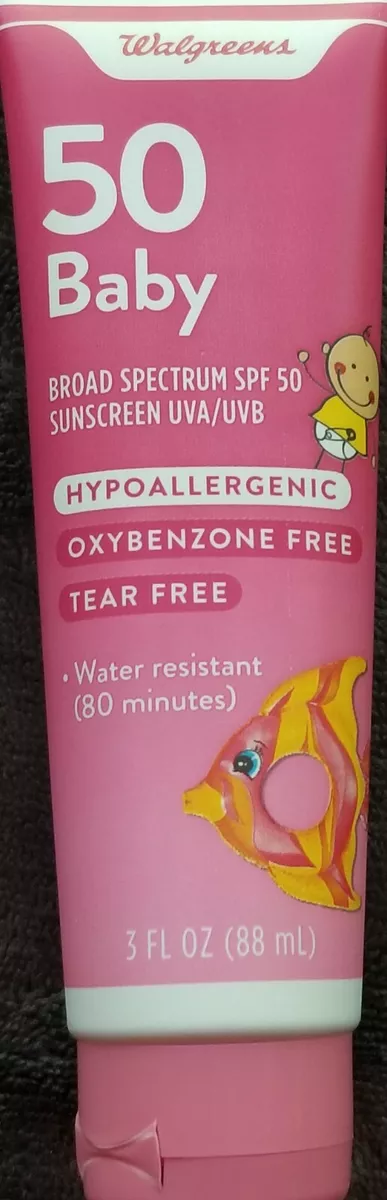 Walgreens
50
Baby
BROAD SPECTRUM SPF 50
SUNSCREEN UVA/UVB
HYPOALLERGENIC
OXYBENZONE FREE
TEAR FREE
• Water resistant
(80 minutes)
3 FL OZ (88 mL)